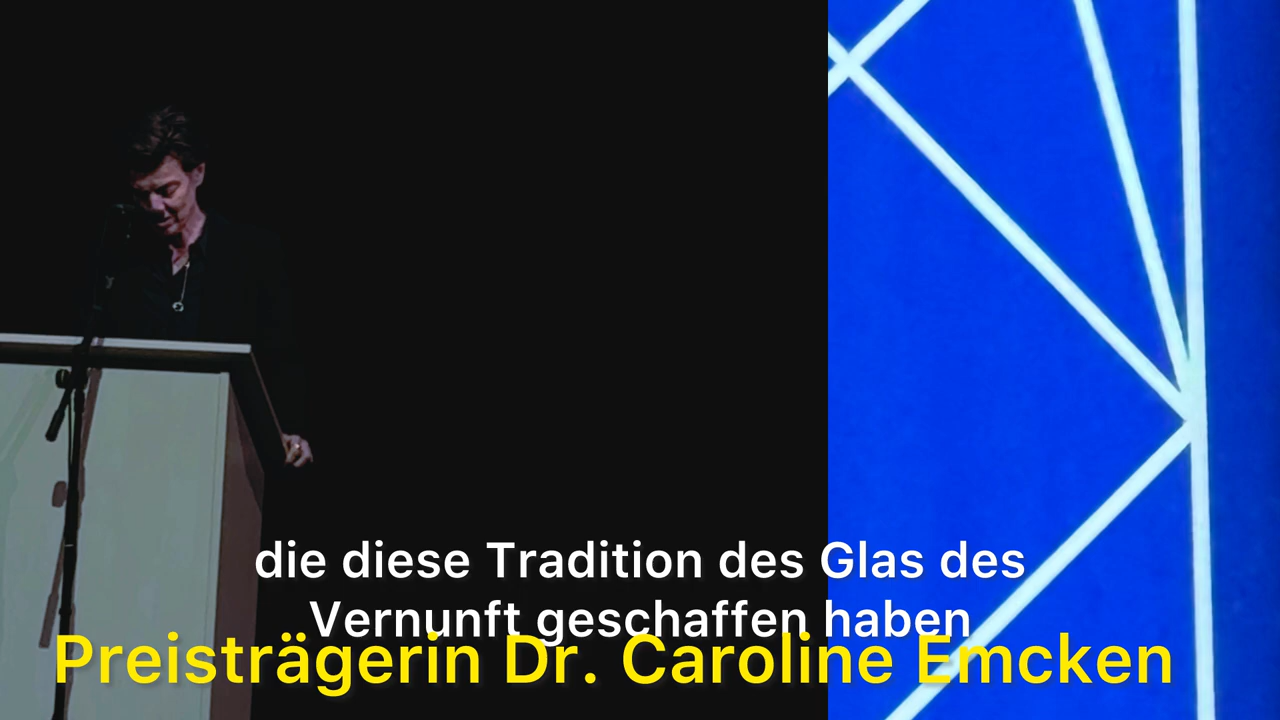 die diese Tradition des Glas des
Vernunft geschaffen haben
Preisträgerin Dr. Caroline Emcken